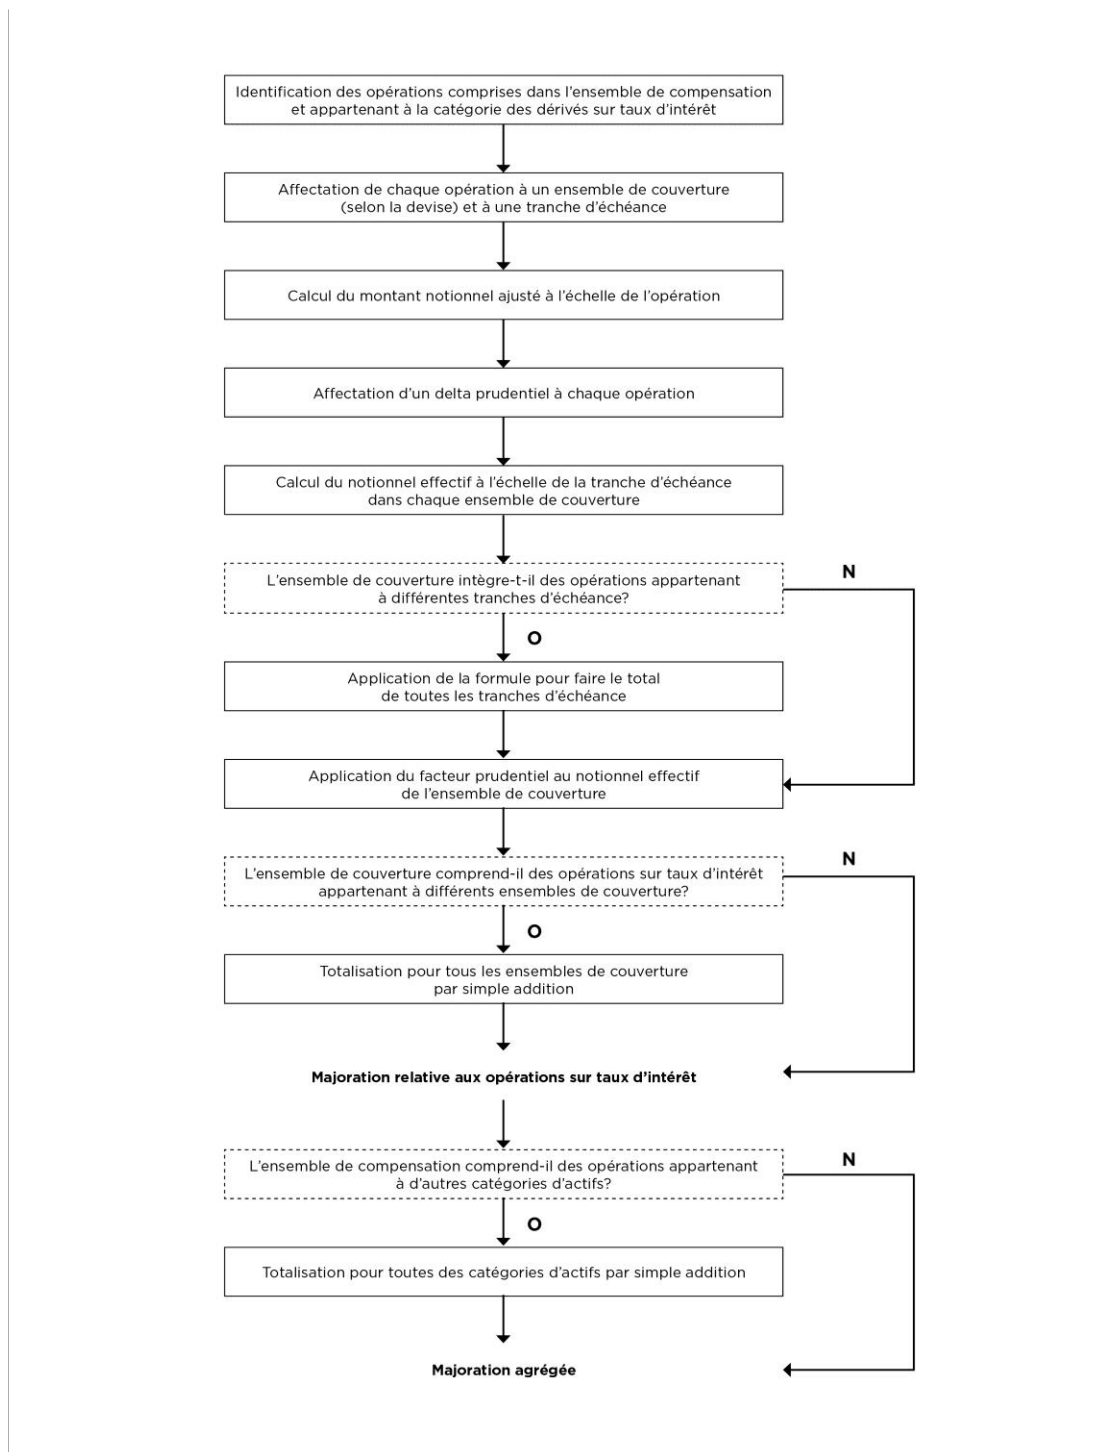 Identification des opérations comprises dans l'ensemble de compensation
et appartenant à la catégorie des dérivés sur taux d'intérêt
Affectation de chaque opération à un ensemble de couverture
(selon la devise) et à une tranche d'échéance
Calcul du montant notionnel ajusté à l'échelle de l'opération
Affectation d'un delta prudentiel à chaque opération
Calcul du notionnel effectif à l'échelle de la tranche d'échéance
dans chaque ensemble de couverture
L'ensemble de couverture intègre-t-il des opérations appartenant
à différentes tranches d'échéance?
N
O
Application de la formule pour faire le total
de toutes les tranches d'échéance
Application du facteur prudentiel au notionnel effectif
de l'ensemble de couverture
L'ensemble de couverture comprend-il des opérations sur taux d'intérêt
appartenant à différents ensembles de couverture?
N
O
Totalisation pour tous les ensembles de couverture
par simple addition
Majoration relative aux opérations sur taux d'intérêt
L'ensemble de compensation comprend-il des opérations appartenant
à d'autres catégories d'actifs?
N
O
Totalisation pour toutes des catégories d'actifs par simple addition
Majoration agrégée